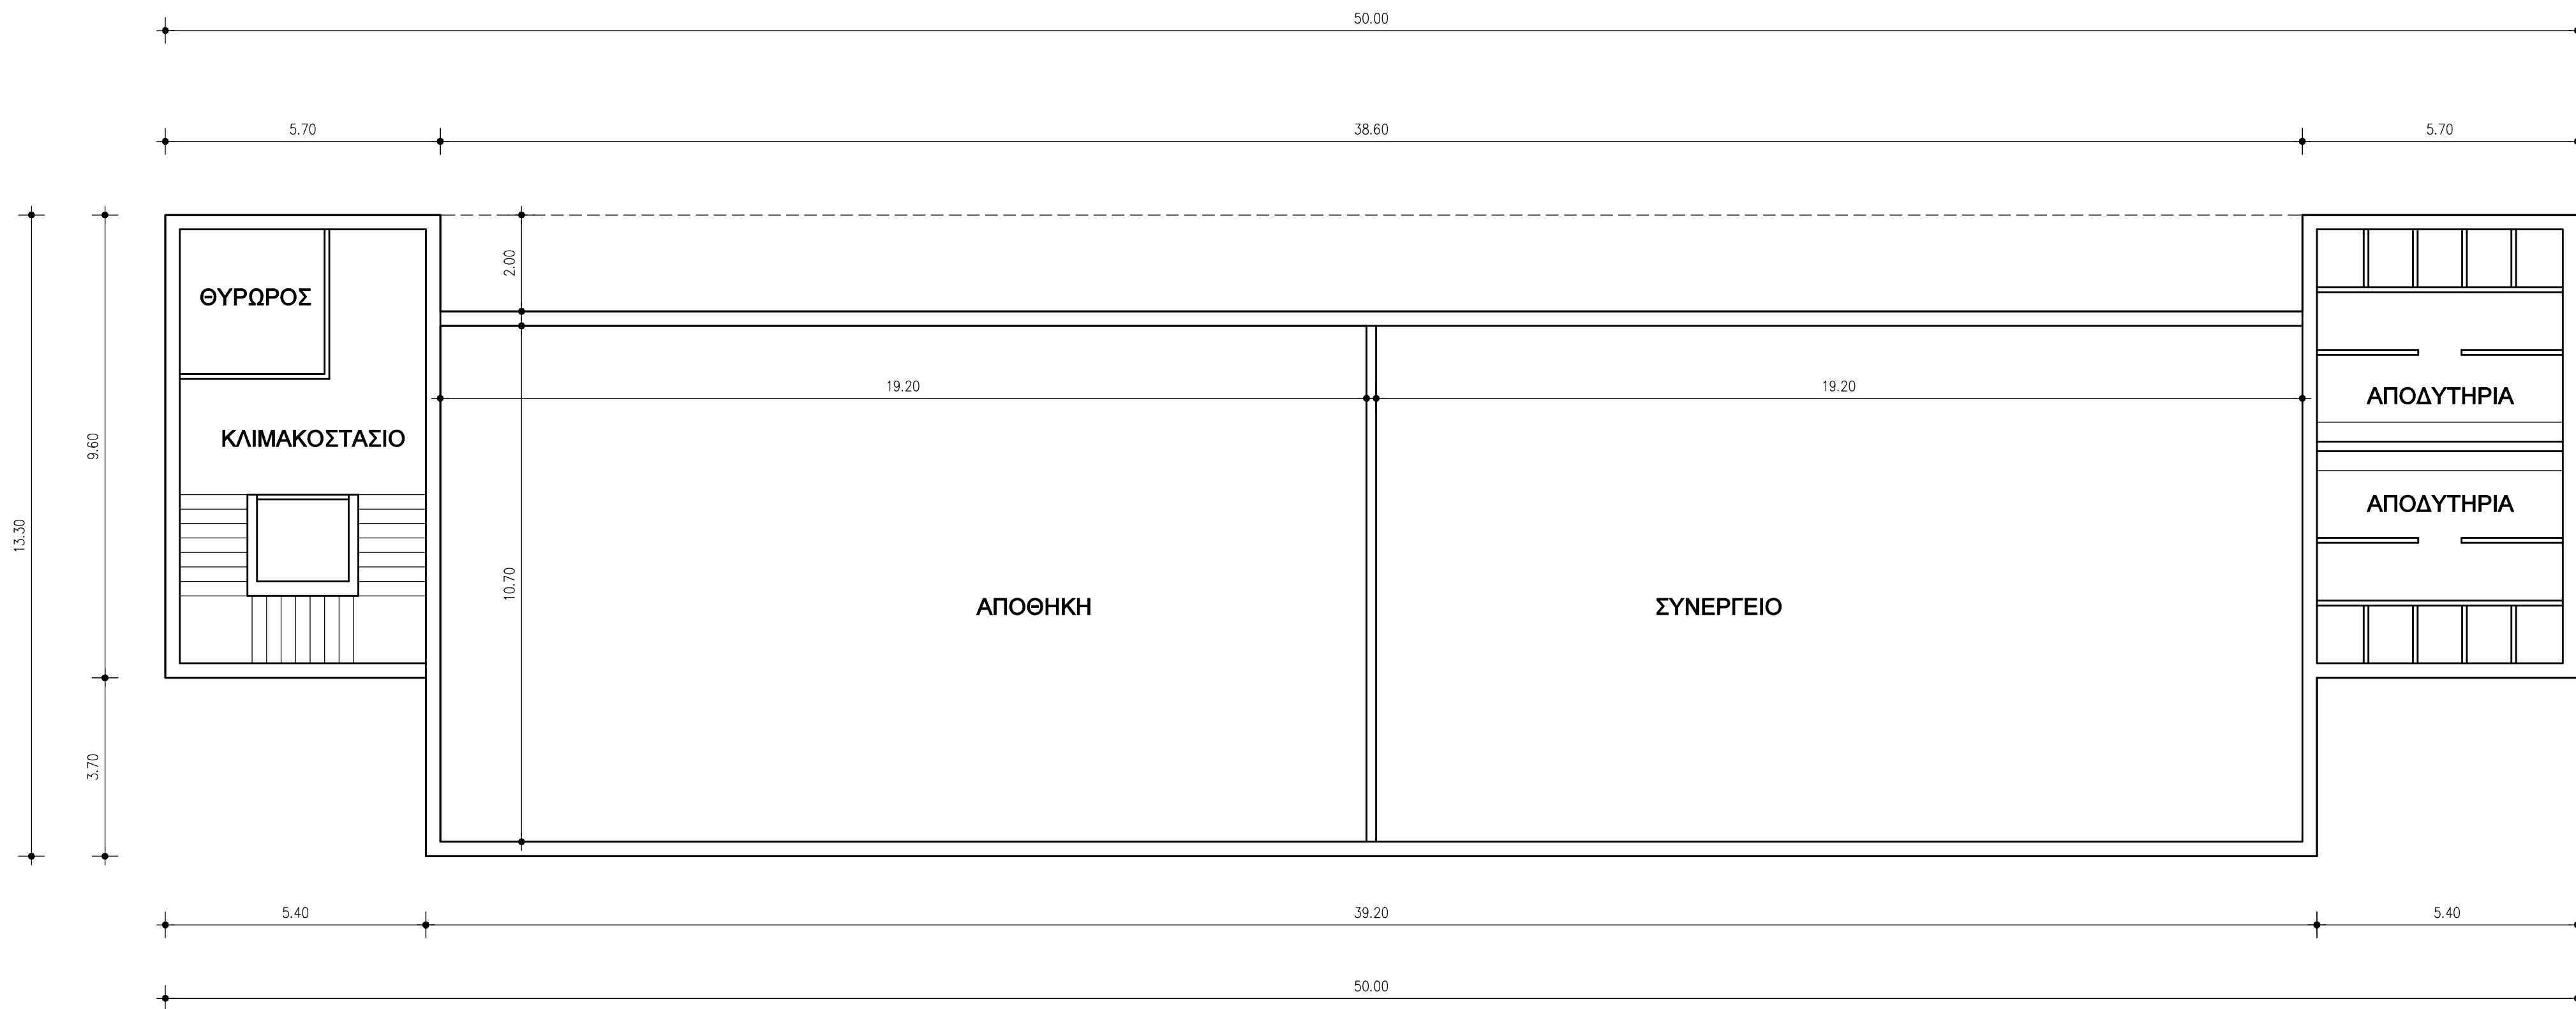 50.00
5.70
38.60
5.70
2.00
ΘΥΡΩΡΟΣ
19.20
19.20
ΑΠΟΔΥΤΗΡΙΑ
ΚΛΙΜΑΚΟΣΤΑΣΙΟ
9.60
ΑΠΟΔΥΤΗΡΙΑ
13.30
10.70
ΑΠΟΘΗΚΗ
ΣΥΝΕΡΓΕΙΟ
3.70
5.40
39.20
5.40
50.00